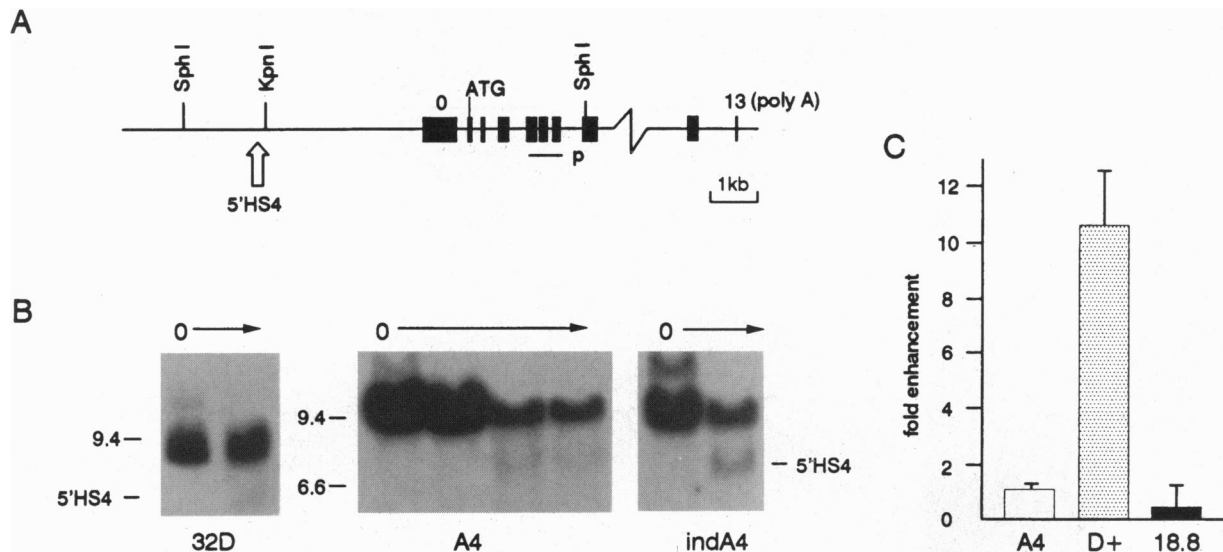 A
Sph I
Kpn I
0
ATG
Sph I
13 (poly A)
p
1kb
5'HS4
B
0
9.4
5'HS4
32D
0
9.4
6.6
A4
0
5'HS4
indA4
C
fold enhancement
12
10
8
6
4
2
0
A4
D+
18.8